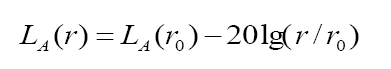 L_A(r) = L_A(r_0) − 20lg(r / r_0)